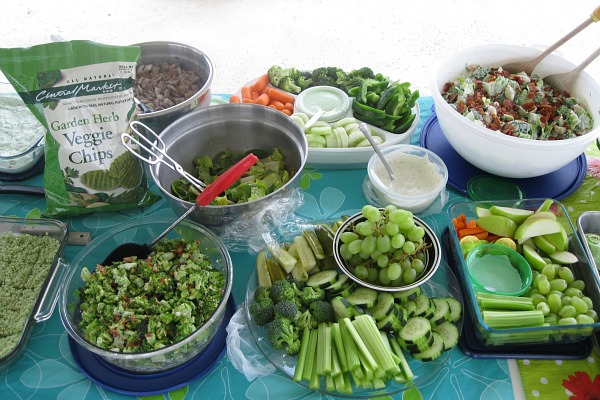 ALL NATURAL
Central Market
Garden Herb
Veggie
Chips